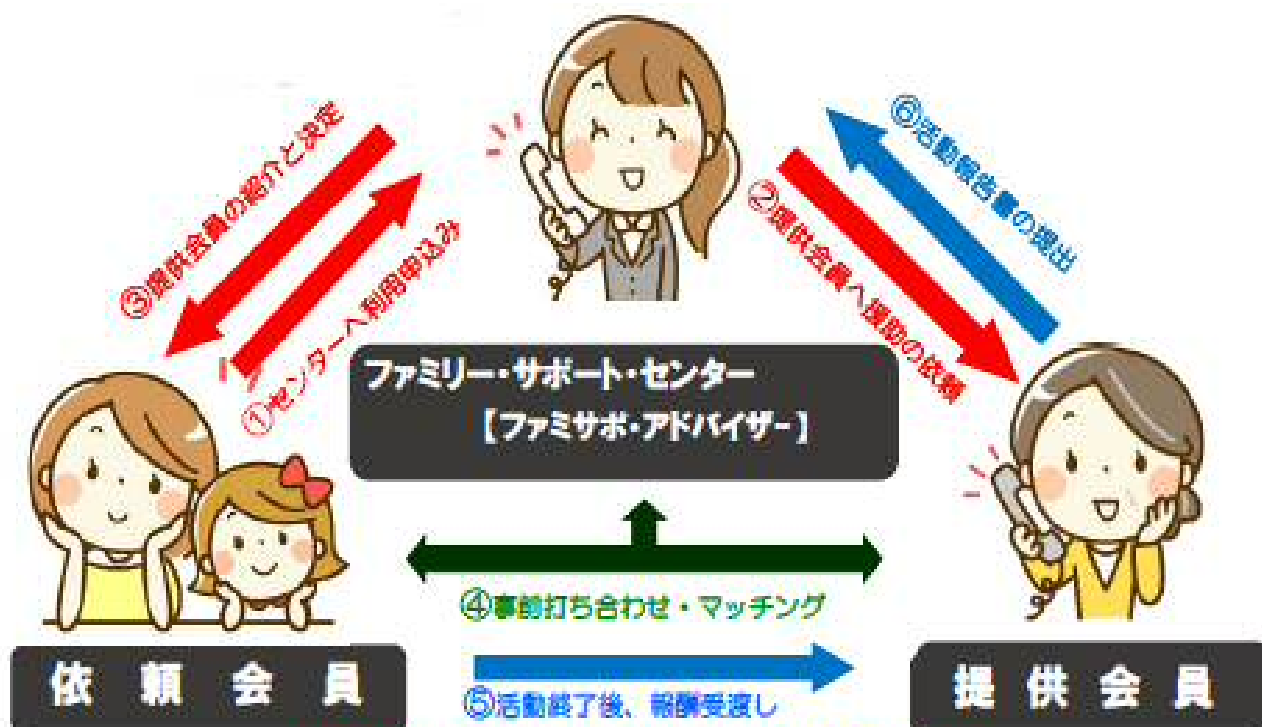 ③提供会員の紹介と決定
①センターへ利用申込み
⑥活動報告書の提出
②提供会員へ援助の依頼
ファミリー・サポート・センター
【ファミサポ・アドバイザー】
④事前打ち合わせ・マッチング
⑤活動終了後、報酬受渡し
依頼会員
提供会員